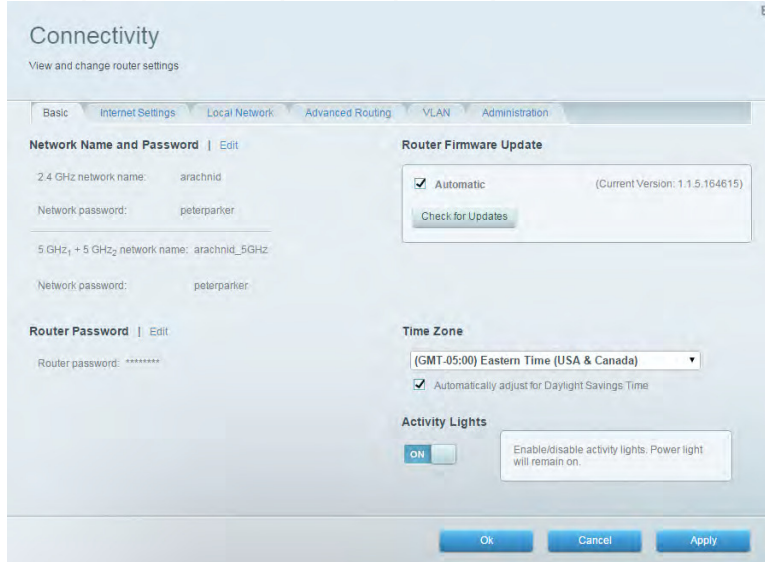 Connectivity
View and change router settings
Basic
Internet Settings
Local Network
Advanced Routing
VLAN
Administration
Network Name and Password | Edit
2.4 GHz network name: arachnid
Network password: peterparker
5 GHz1 + 5 GHz2 network name: arachnid_5GHz
Network password: peterparker
Router Password | Edit
Router password: ********
Router Firmware Update
Automatic (Current Version: 1.1.5.164615)
Check for Updates
Time Zone
(GMT-05:00) Eastern Time (USA & Canada)
Automatically adjust for Daylight Savings Time
Activity Lights
ON
Enable/disable activity lights. Power light
will remain on.
Ok
Cancel
Apply